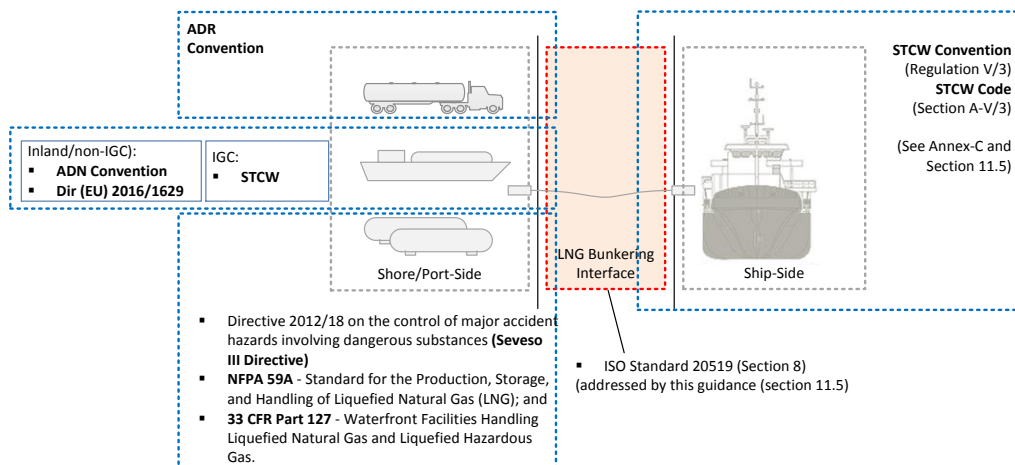 ADR
Convention
STCW Convention
(Regulation V/3)
STCW Code
(Section A-V/3)
(See Annex-C and
Section 11.5)
Inland/non-IGC):
▪ ADN Convention
▪ Dir (EU) 2016/1629
IGC:
▪ STCW
Shore/Port-Side
LNG Bunkering
Interface
Ship-Side
▪ Directive 2012/18 on the control of major accident
hazards involving dangerous substances (Seveso
III Directive)
▪ NFPA 59A - Standard for the Production, Storage,
and Handling of Liquefied Natural Gas (LNG); and
▪ 33 CFR Part 127 - Waterfront Facilities Handling
Liquefied Natural Gas and Liquefied Hazardous
Gas.
▪ ISO Standard 20519 (Section 8)
(addressed by this guidance (section 11.5)